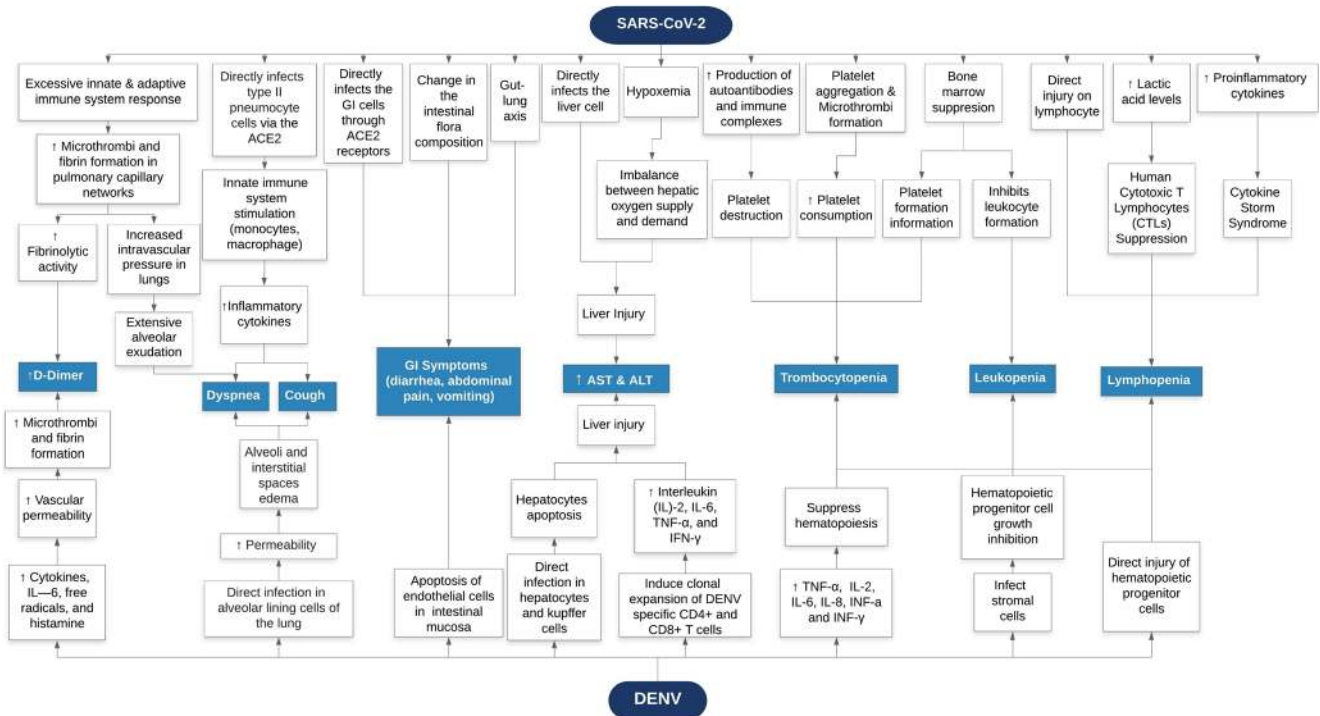 SARS-CoV-2
Excessive innate & adaptive
immune system response
Directly infects
type II
pneumocyte
cells via the
ACE2
Directly
infects the
GI cells
through
ACE2
receptors
Change in
the
intestinal
flora
composition
Gut-
lung
axis
Directly
infects the
liver cell
Hypoxemia
↑ Production of
autoantibodies
and immune
complexes
Platelet
aggregation &
Microthrombi
formation
Bone
marrow
suppresion
Direct
injury on
lymphocyte
↑ Lactic
acid levels
↑ Proinflammatory
cytokines
↑ Microthrombi and
fibrin formation in
pulmonary capillary
networks
Innate immune
system
stimulation
(monocytes,
macrophage)
Imbalance
between hepatic
oxygen supply
and demand
Platelet
destruction
↑ Platelet
consumption
Platelet
formation
information
Inhibits
leukocyte
formation
Human
Cytotoxic T
Lymphocytes
(CTLs)
Suppression
Cytokine
Storm
Syndrome
↑
Fibrinolytic
activity
Increased
intravascular
pressure in
lungs
↑Inflammatory
cytokines
Extensive
alveolar
exudation
Liver Injury
↑D-Dimer
Dyspnea
Cough
GI Symptoms
(diarrhea, abdominal
pain, vomiting)
↑ AST & ALT
Trombocytopenia
Leukopenia
Lymphopenia
↑ Microthrombi
and fibrin
formation
Alveoli and
interstitial
spaces
edema
Liver injury
↑ Vascular
permeability
↑ Permeability
Hepatocytes
apoptosis
↑ Interleukin
(IL)-2, IL-6,
TNF-α, and
IFN-γ
Suppress
hematopoiesis
Hematopoietic
progenitor cell
growth
inhibition
↑ Cytokines,
IL—6, free
radicals, and
histamine
Direct infection in
alveolar lining cells of
the lung
Apoptosis of
endothelial cells
in intestinal
mucosa
Direct
infection in
hepatocytes
and kupffer
cells
Induce clonal
expansion of DENV
specific CD4+ and
CD8+ T cells
↑ TNF-α, IL-2,
IL-6, IL-8, INF-a
and INF-γ
Infect
stromal
cells
Direct injury of
hematopoietic
progenitor
cells
DENV